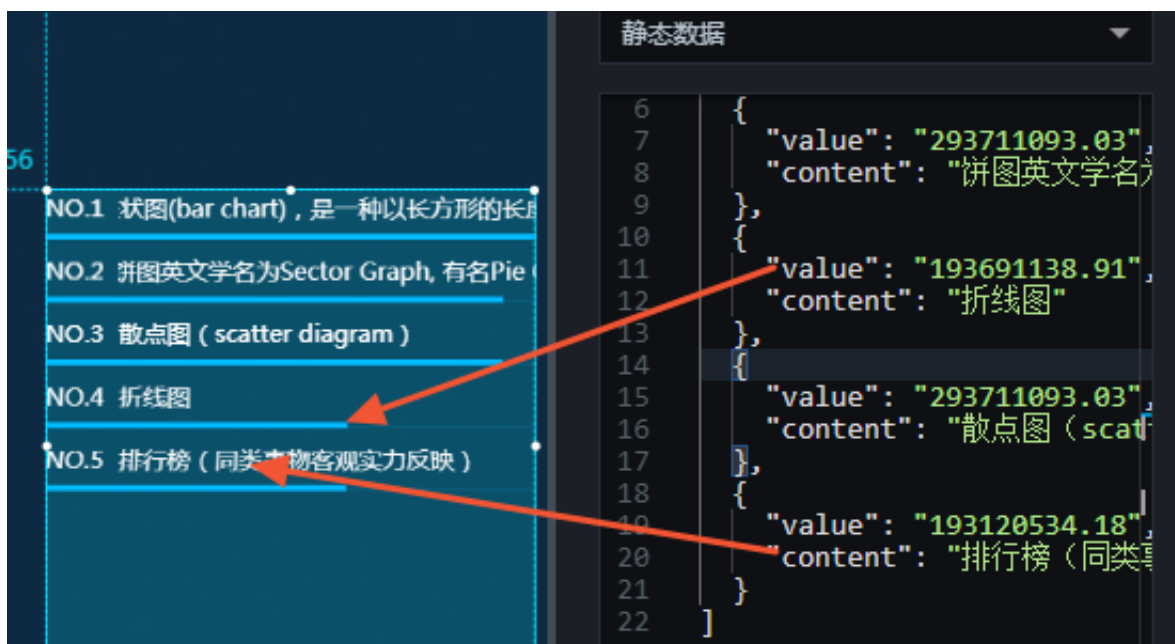 静态数据
56
NO.1 状图(bar chart)，是一种以长方形的长
NO.2 饼图英文学名为Sector Graph, 有名Pie
NO.3 散点图（scatter diagram）
NO.4 折线图
NO.5 排行榜（同类事物客观实力反映）
6 {
7 "value": "293711093.03",
8 "content": "饼图英文学名
9 },
10 {
11 "value": "193691138.91",
12 "content": "折线图"
13 },
14 {
15 "value": "293711093.03",
16 "content": "散点图（scat
17 },
18 {
19 "value": "193120534.18",
20 "content": "排行榜（同类
21 }
22 ]